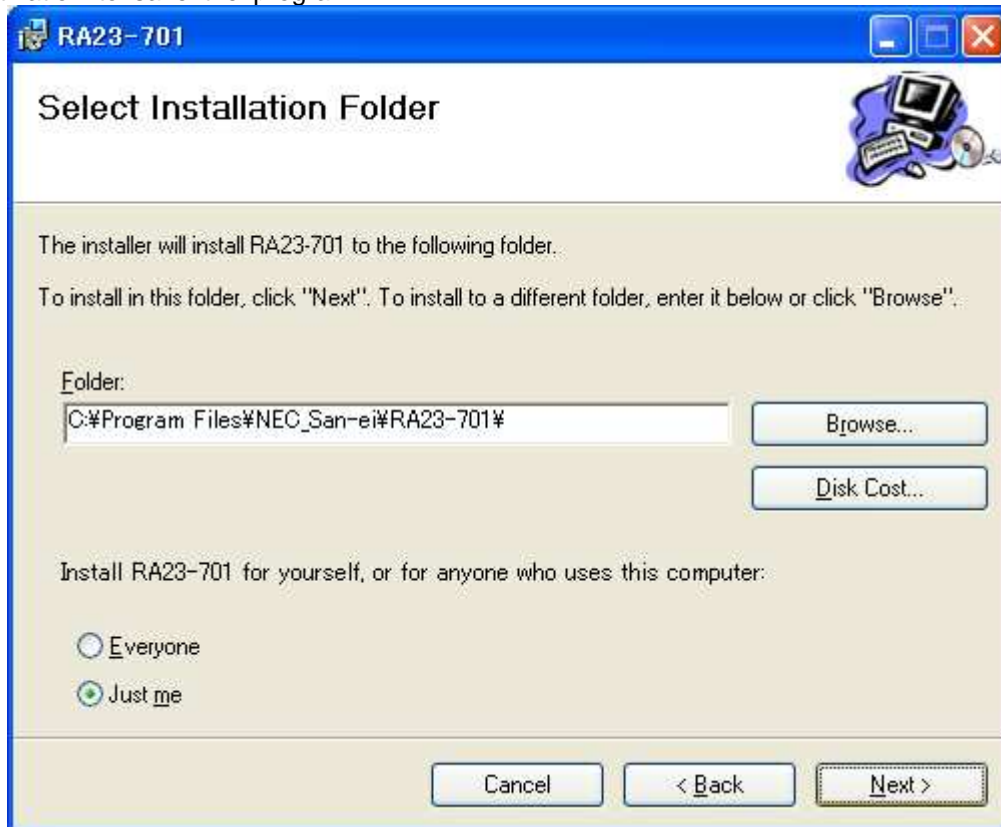 RA23-701
Select Installation Folder
The installer will install RA23-701 to the following folder.
To install in this folder, click "Next". To install to a different folder, enter it below or click "Browse".
Folder:
C:¥Program Files¥NEC_San-ei¥RA23-701¥
Browse...
Disk Cost...
Install RA23-701 for yourself, or for anyone who uses this computer:
Everyone
Just me
Cancel
< Back
Next >